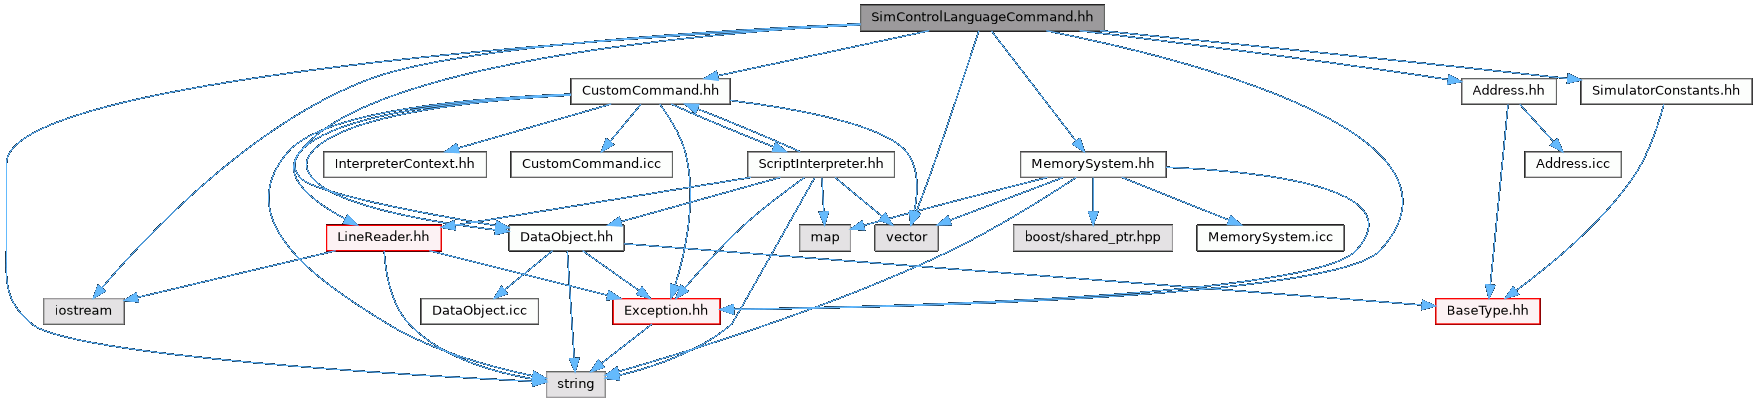 SimControlLanguageCommand.hh
CustomCommand.hh
Address.hh
SimulatorConstants.hh
InterpreterContext.hh
CustomCommand.icc
ScriptInterpreter.hh
MemorySystem.hh
Address.icc
LineReader.hh
DataObject.hh
map
vector
boost/shared_ptr.hpp
MemorySystem.icc
iostream
DataObject.icc
Exception.hh
BaseType.hh
string